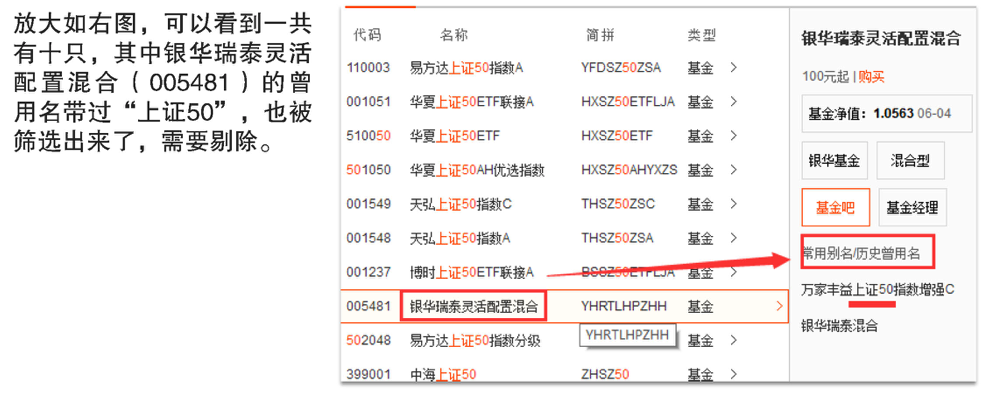 放大如右图，可以看到一共
有十只，其中银华瑞泰灵活
配置混合（005481）的曾
用名带过“上证50”，也被
筛选出来了，需要剔除。
代码 名称 简拼 类型
110003 易方达上证50指数A YFDSZ50ZSA 基金
001051 华夏上证50ETF联接A HXSZ50ETFLJA 基金
510050 华夏上证50ETF HXSZ50ETF 基金
501050 华夏上证50AH优选指数 HXSZ50AHYXZS 基金
001549 天弘上证50指数C THSZ50ZSC 基金
001548 天弘上证50指数A THSZ50ZSA 基金
001237 博时上证50ETF联接A BSSZ50ETFLJA 基金
005481 银华瑞泰灵活配置混合 YHRTLHPZHH 基金
YHRTLHPZHH
502048 易方达上证50指数分级 基金
399001 中海上证50 ZHSZ50 基金
银华瑞泰灵活配置混合
100元起 | 购买
基金净值：1.0563 06-04
银华基金 混合型
基金吧 基金经理
常用别名/历史曾用名
万家丰益上证50指数增强C
银华瑞泰混合